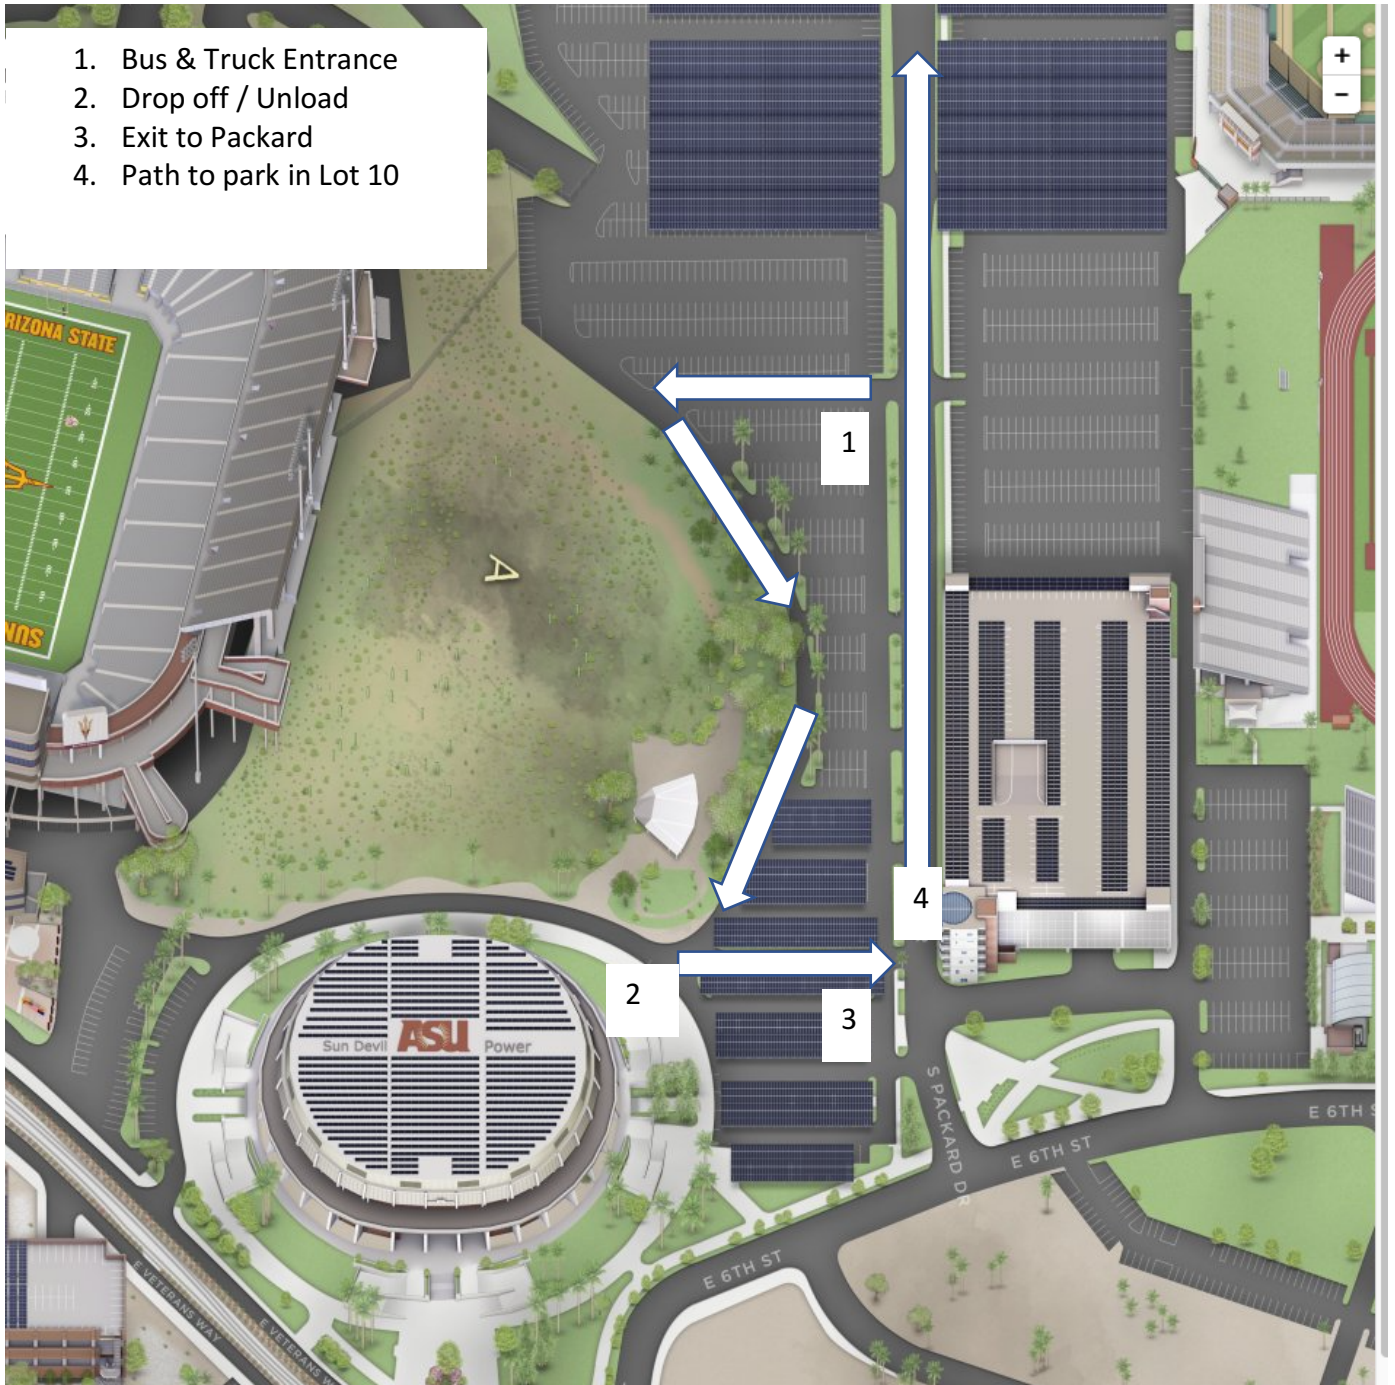 1. Bus & Truck Entrance
2. Drop off / Unload
3. Exit to Packard
4. Path to park in Lot 10
+
−
RIZONA STATE
1
A
SUN
4
2
3
Sun Devil ASU Power
S PACKARD DR
E 6TH S
E 6TH ST
E 6TH ST
E VETERANS WAY
E VETERANS W